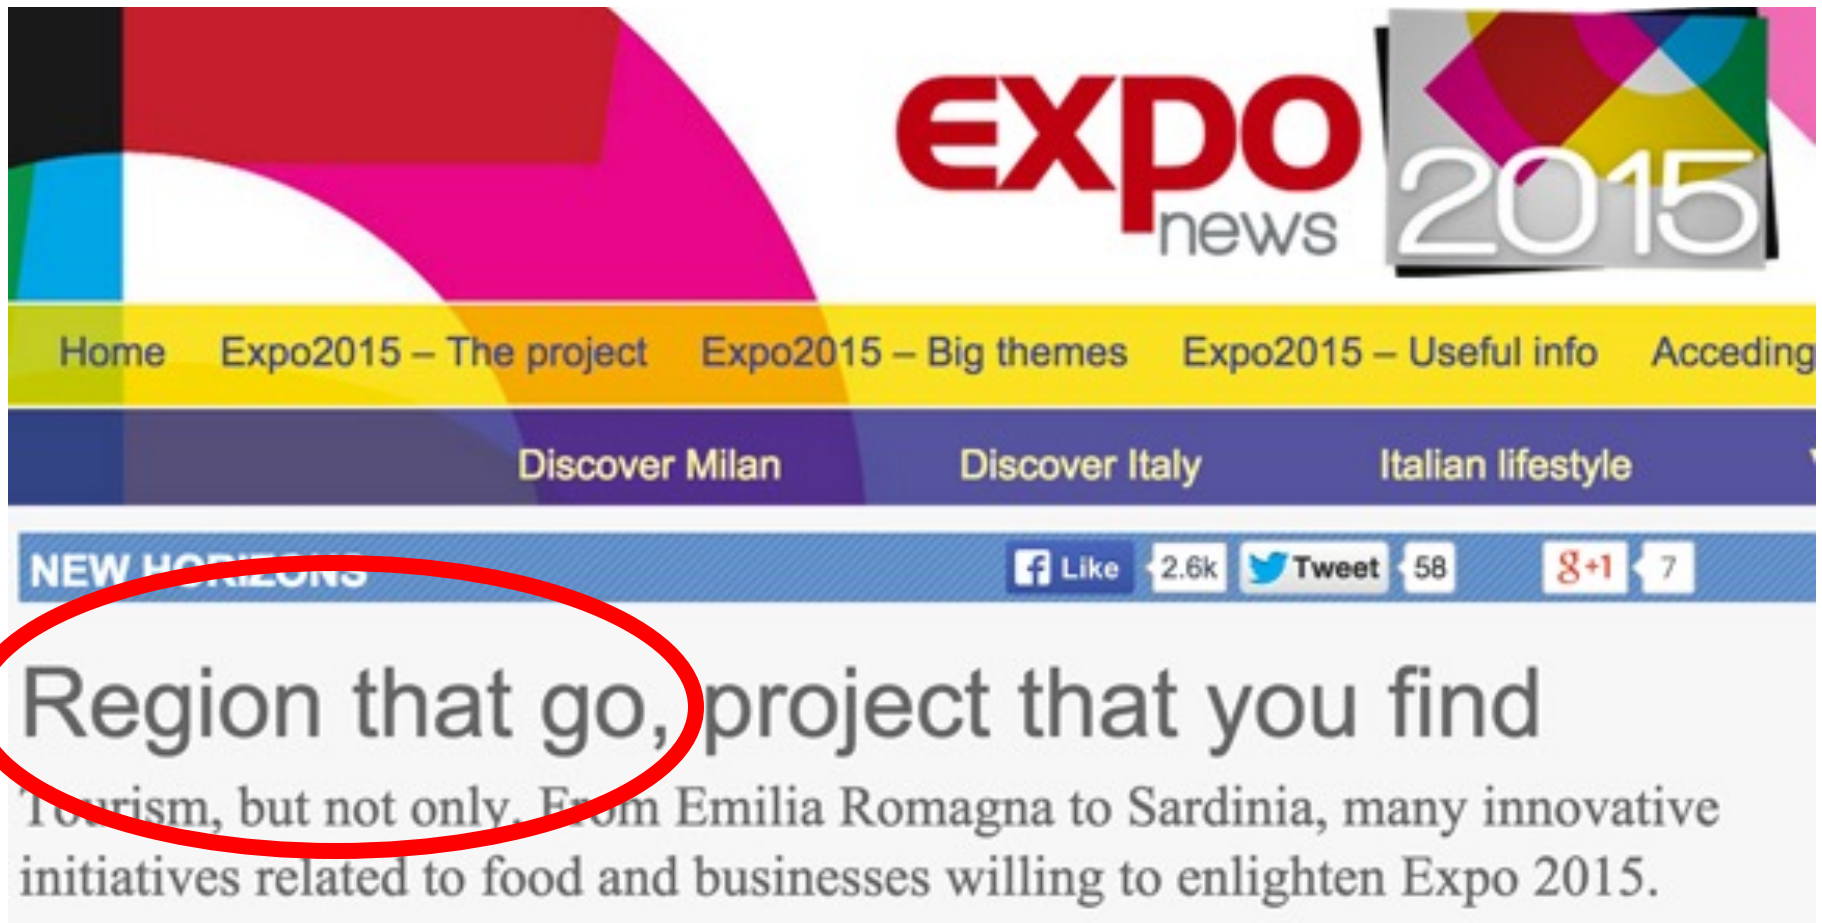 expo
news
2015
Home Expo2015 – The project Expo2015 – Big themes Expo2015 – Useful info Acceding
Discover Milan Discover Italy Italian lifestyle
NEW HORIZONS Like 2.6k Tweet 58 g+1 7
Region that go, project that you find
Tourism, but not only. From Emilia Romagna to Sardinia, many innovative
initiatives related to food and businesses willing to enlighten Expo 2015.